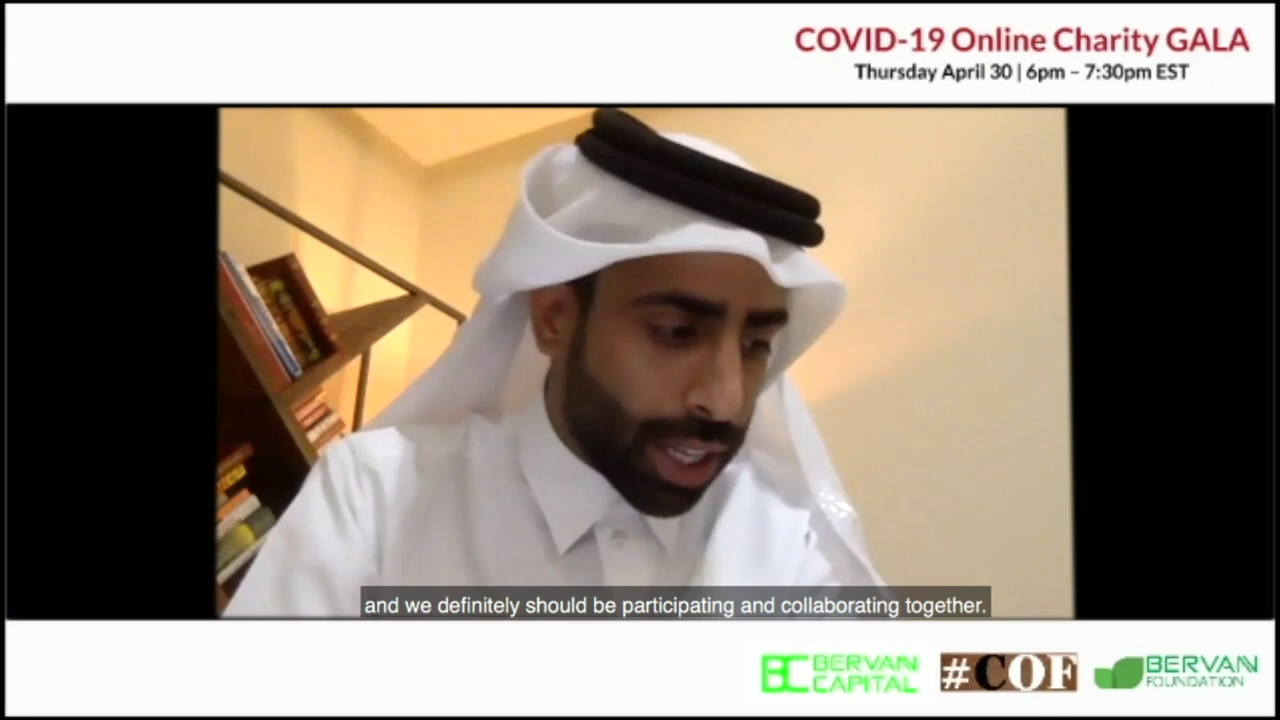 COVID-19 Online Charity GALA
Thursday April 30 | 6pm – 7:30pm EST
and we definitely should be participating and collaborating together.
BC BERVAN CAPITAL
#COF
BERVAN FOUNDATION